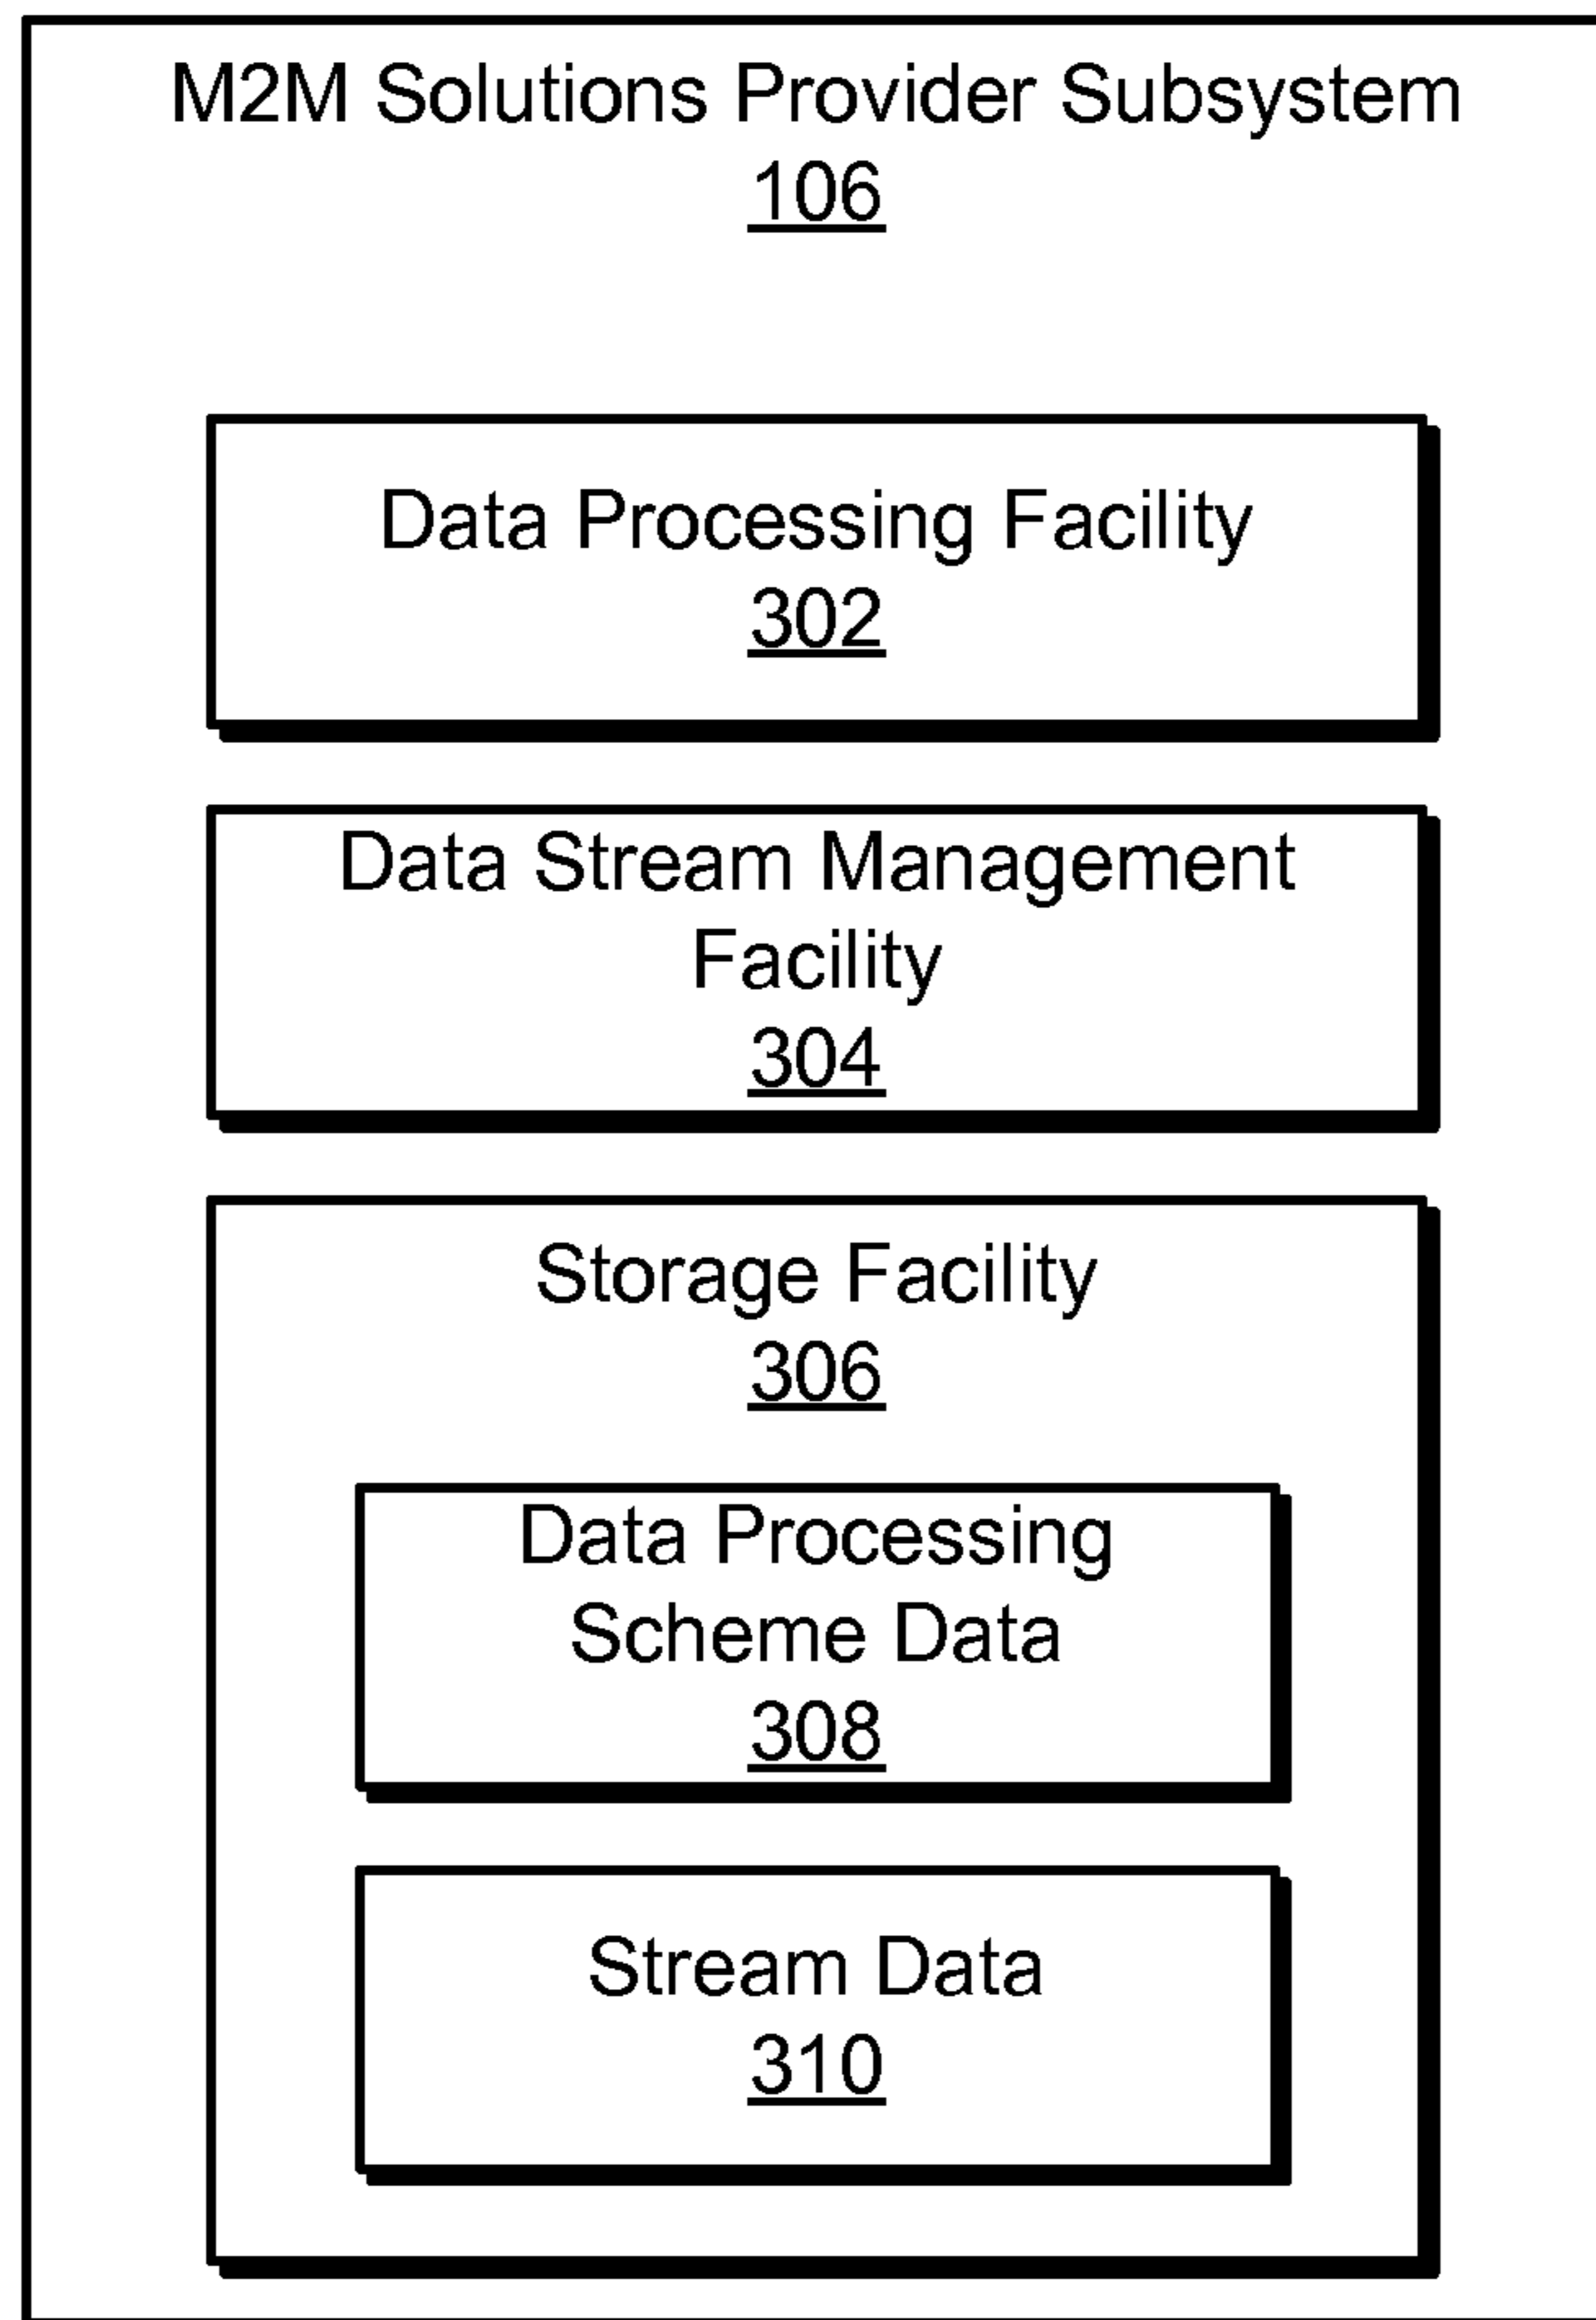 M2M Solutions Provider Subsystem
106
Data Processing Facility
302
Data Stream Management
Facility
304
Storage Facility
306
Data Processing
Scheme Data
308
Stream Data
310